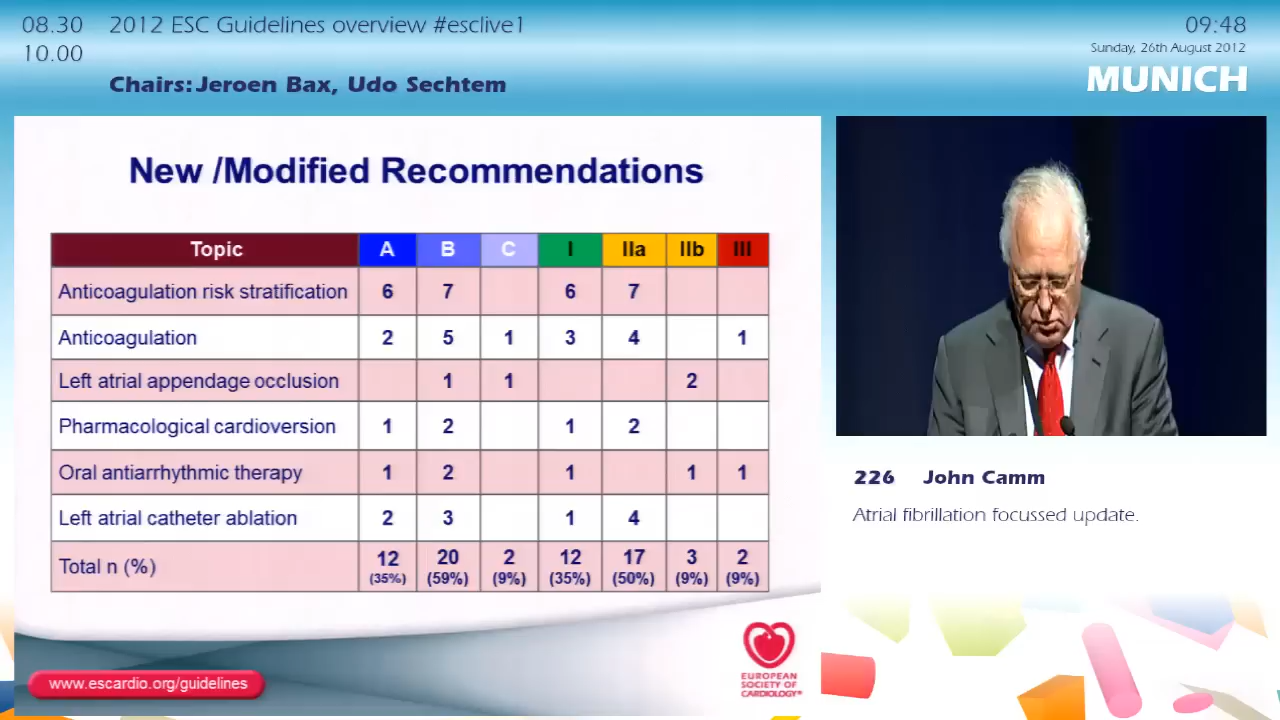 08.30 2012 ESC Guidelines overview #esclive1
10.00
Chairs: Jeroen Bax, Udo Sechtem
09:48
Sunday, 26th August 2012
MUNICH
New /Modified Recommendations
Topic A B C I IIa IIb III
Anticoagulation risk stratification 6 7 6 7
Anticoagulation 2 5 1 3 4 1
Left atrial appendage occlusion 1 1 2
Pharmacological cardioversion 1 2 1 2
Oral antiarrhythmic therapy 1 2 1 1 1
Left atrial catheter ablation 2 3 1 4
Total n (%) 12 (35%) 20 (59%) 2 (9%) 12 (35%) 17 (50%) 3 (9%) 2 (9%)
www.escardio.org/guidelines
EUROPEAN
SOCIETY OF
CARDIOLOGY®
226 John Camm
Atrial fibrillation focussed update.